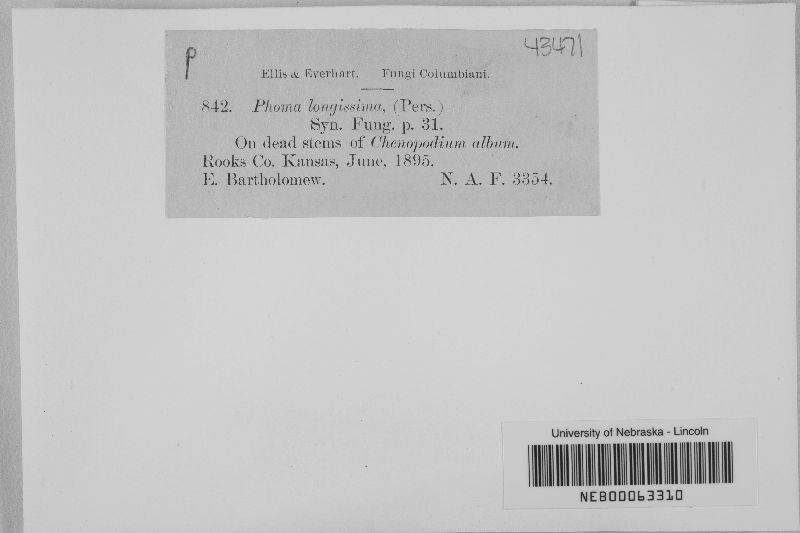 43471
p
Ellis & Everhart. Fungi Columbiani.
842. Phoma longissima, (Pers.)
Syn. Fung. p. 31.
On dead stems of Chenopodium album.
Rooks Co. Kansas, June, 1895.
E. Bartholomew. N. A. F. 3354.
University of Nebraska - Lincoln
NEB00063310